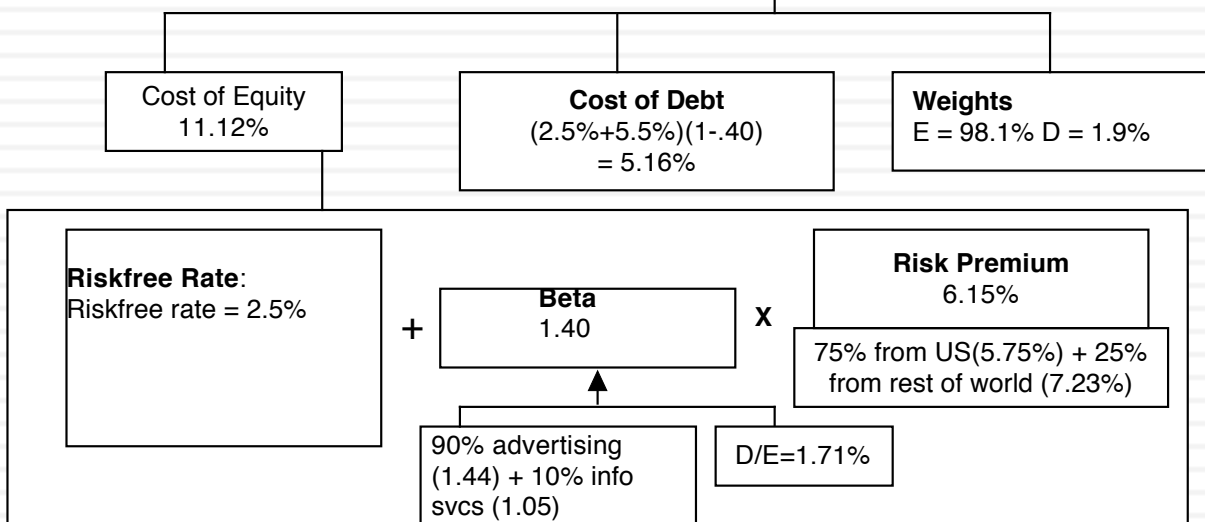 Cost of Equity
11.12%
Cost of Debt
(2.5%+5.5%)(1-.40)
= 5.16%
Weights
E = 98.1% D = 1.9%
Riskfree Rate:
Riskfree rate = 2.5%
+
Beta
1.40
X
Risk Premium
6.15%
75% from US(5.75%) + 25%
from rest of world (7.23%)
90% advertising
(1.44) + 10% info
svcs (1.05)
D/E=1.71%